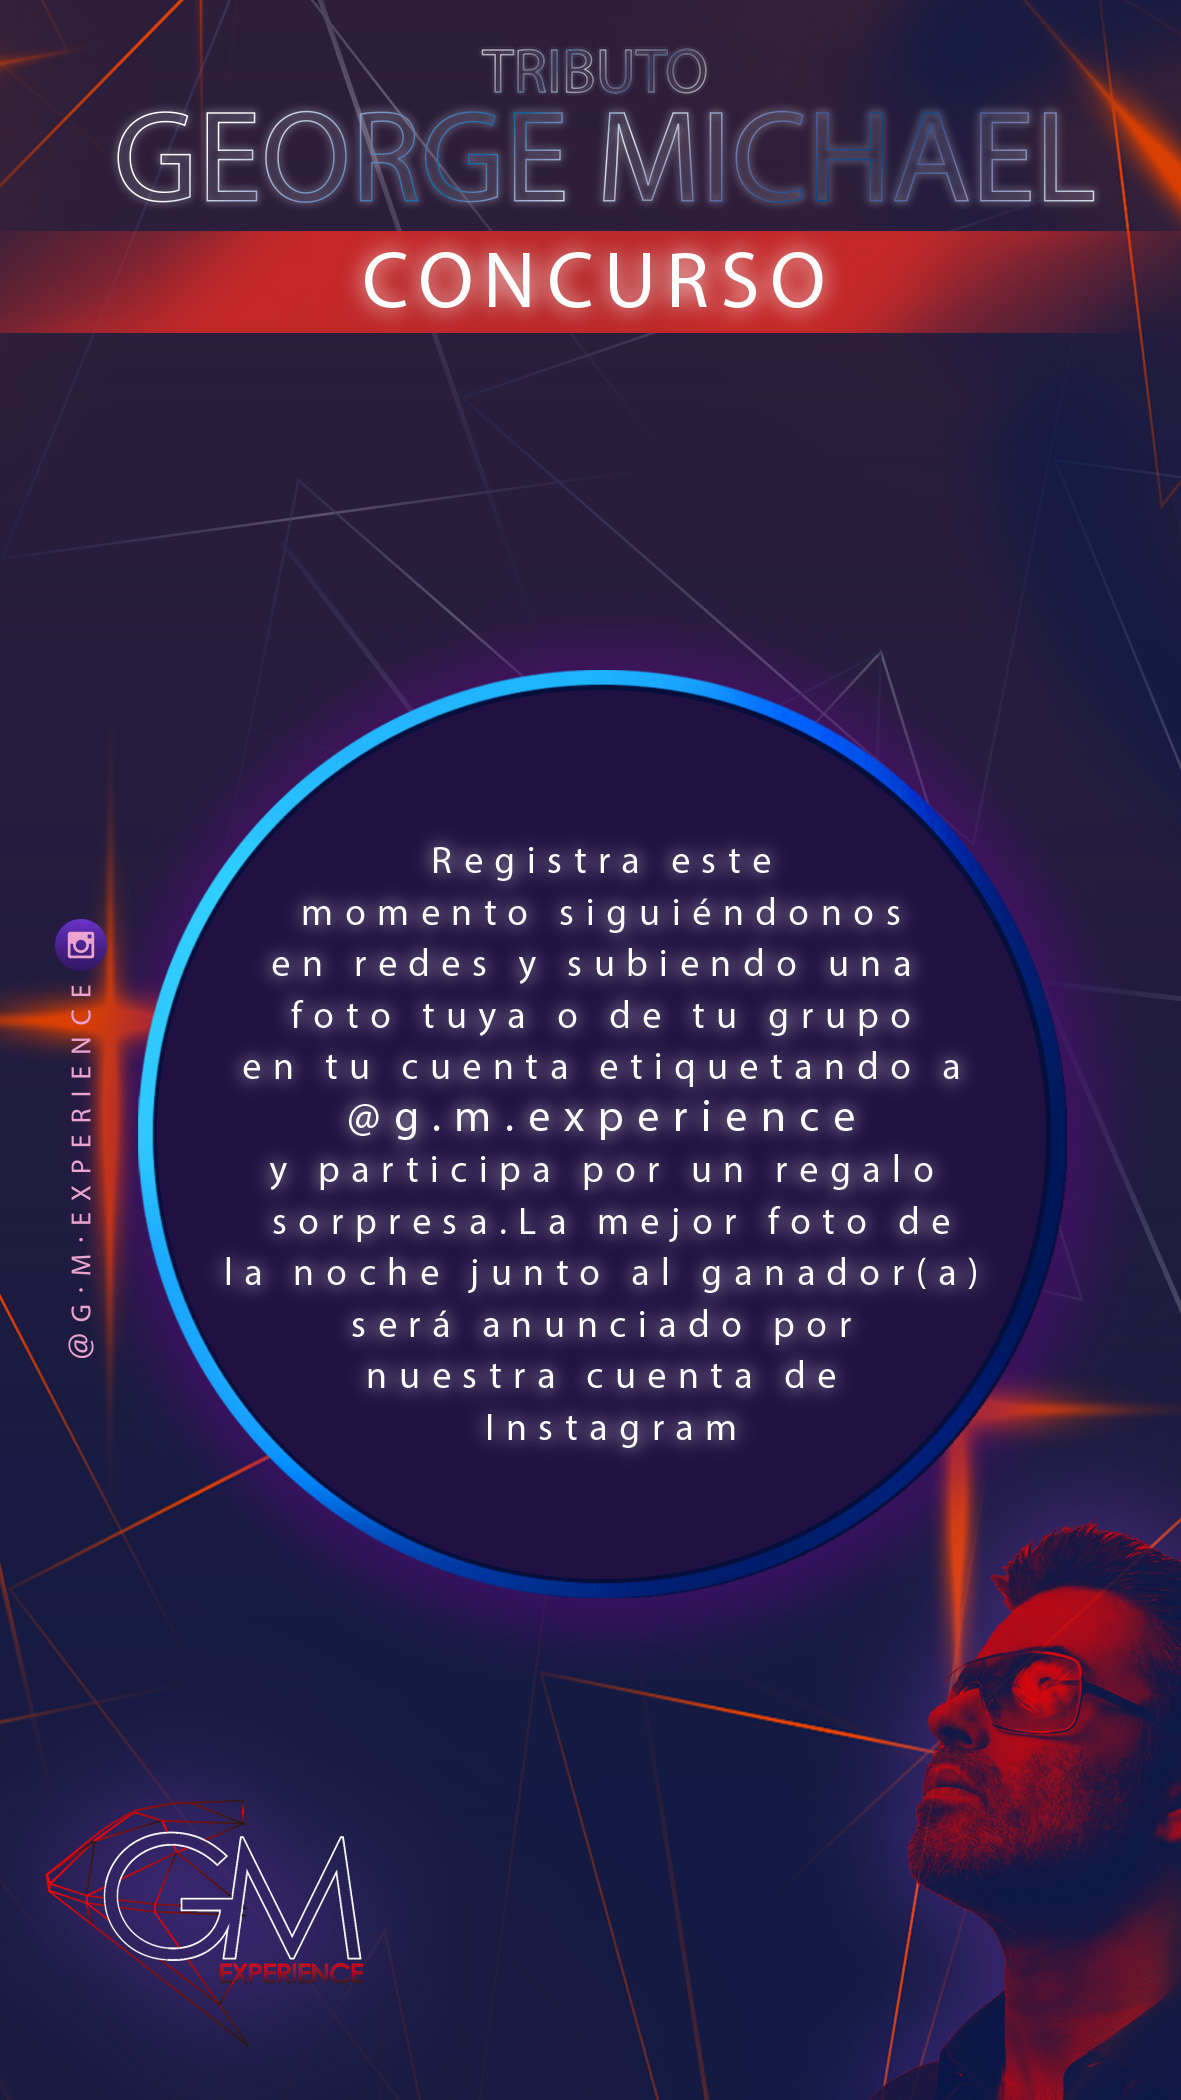 TRIBUTO
GEORGE MICHAEL
CONCURSO
Registra este
momento siguiéndonos
en redes y subiendo una
foto tuya o de tu grupo
en tu cuenta etiquetando a
@g.m.experience
y participa por un regalo
sorpresa.La mejor foto de
la noche junto al ganador(a)
será anunciado por
nuestra cuenta de
Instagram
@G·M·EXPERIENCE
GM
EXPERIENCE